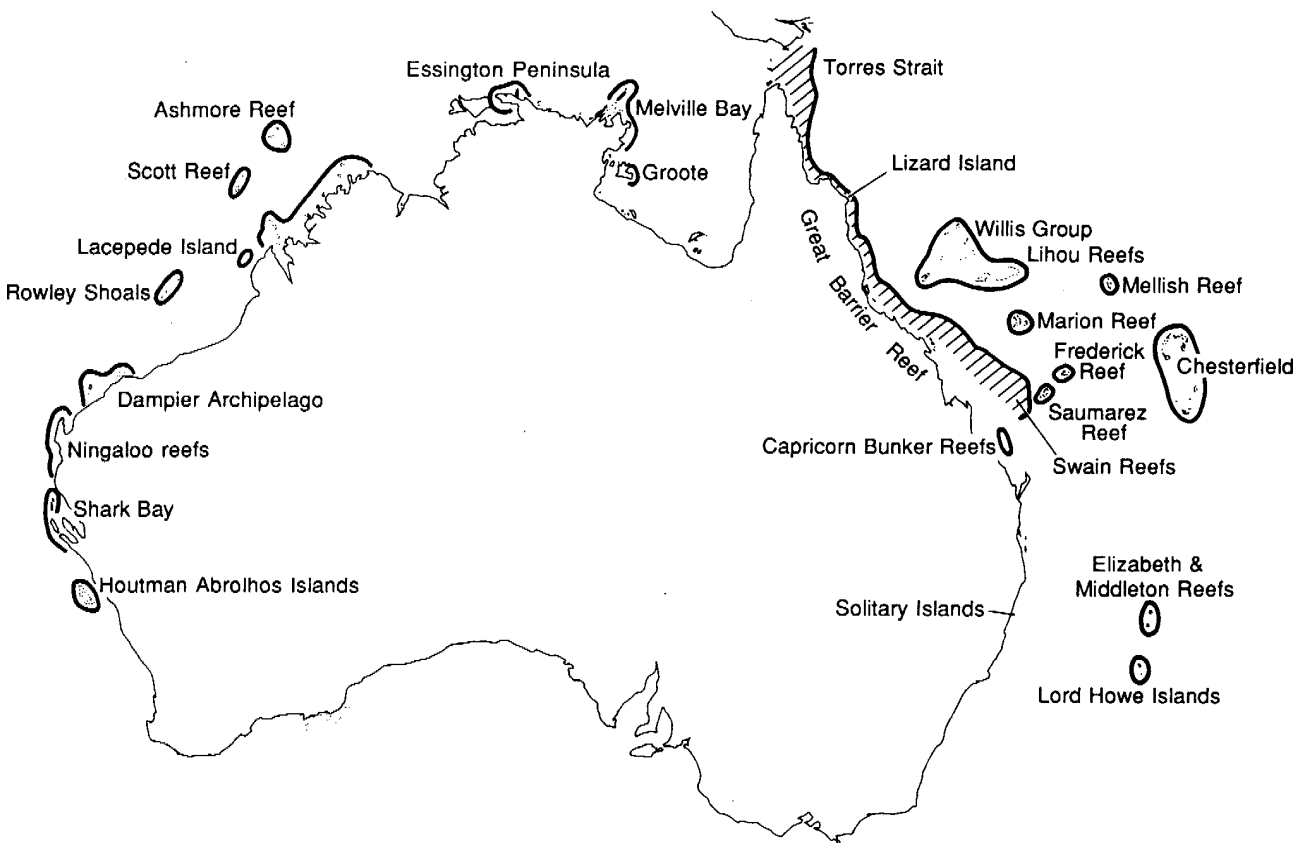 Essington Peninsula
Torres Strait
Ashmore Reef
Melville Bay
Scott Reef
Groote
Lizard Island
Great Barrier Reef
Willis Group
Lihou Reefs
Lacepede Island
Rowley Shoals
Mellish Reef
Marion Reef
Frederick
Reef
Chesterfield
Dampier Archipelago
Saumarez
Reef
Ningaloo reefs
Capricorn Bunker Reefs
Swain Reefs
Shark Bay
Houtman Abrolhos Islands
Elizabeth &
Middleton Reefs
Solitary Islands
Lord Howe Islands